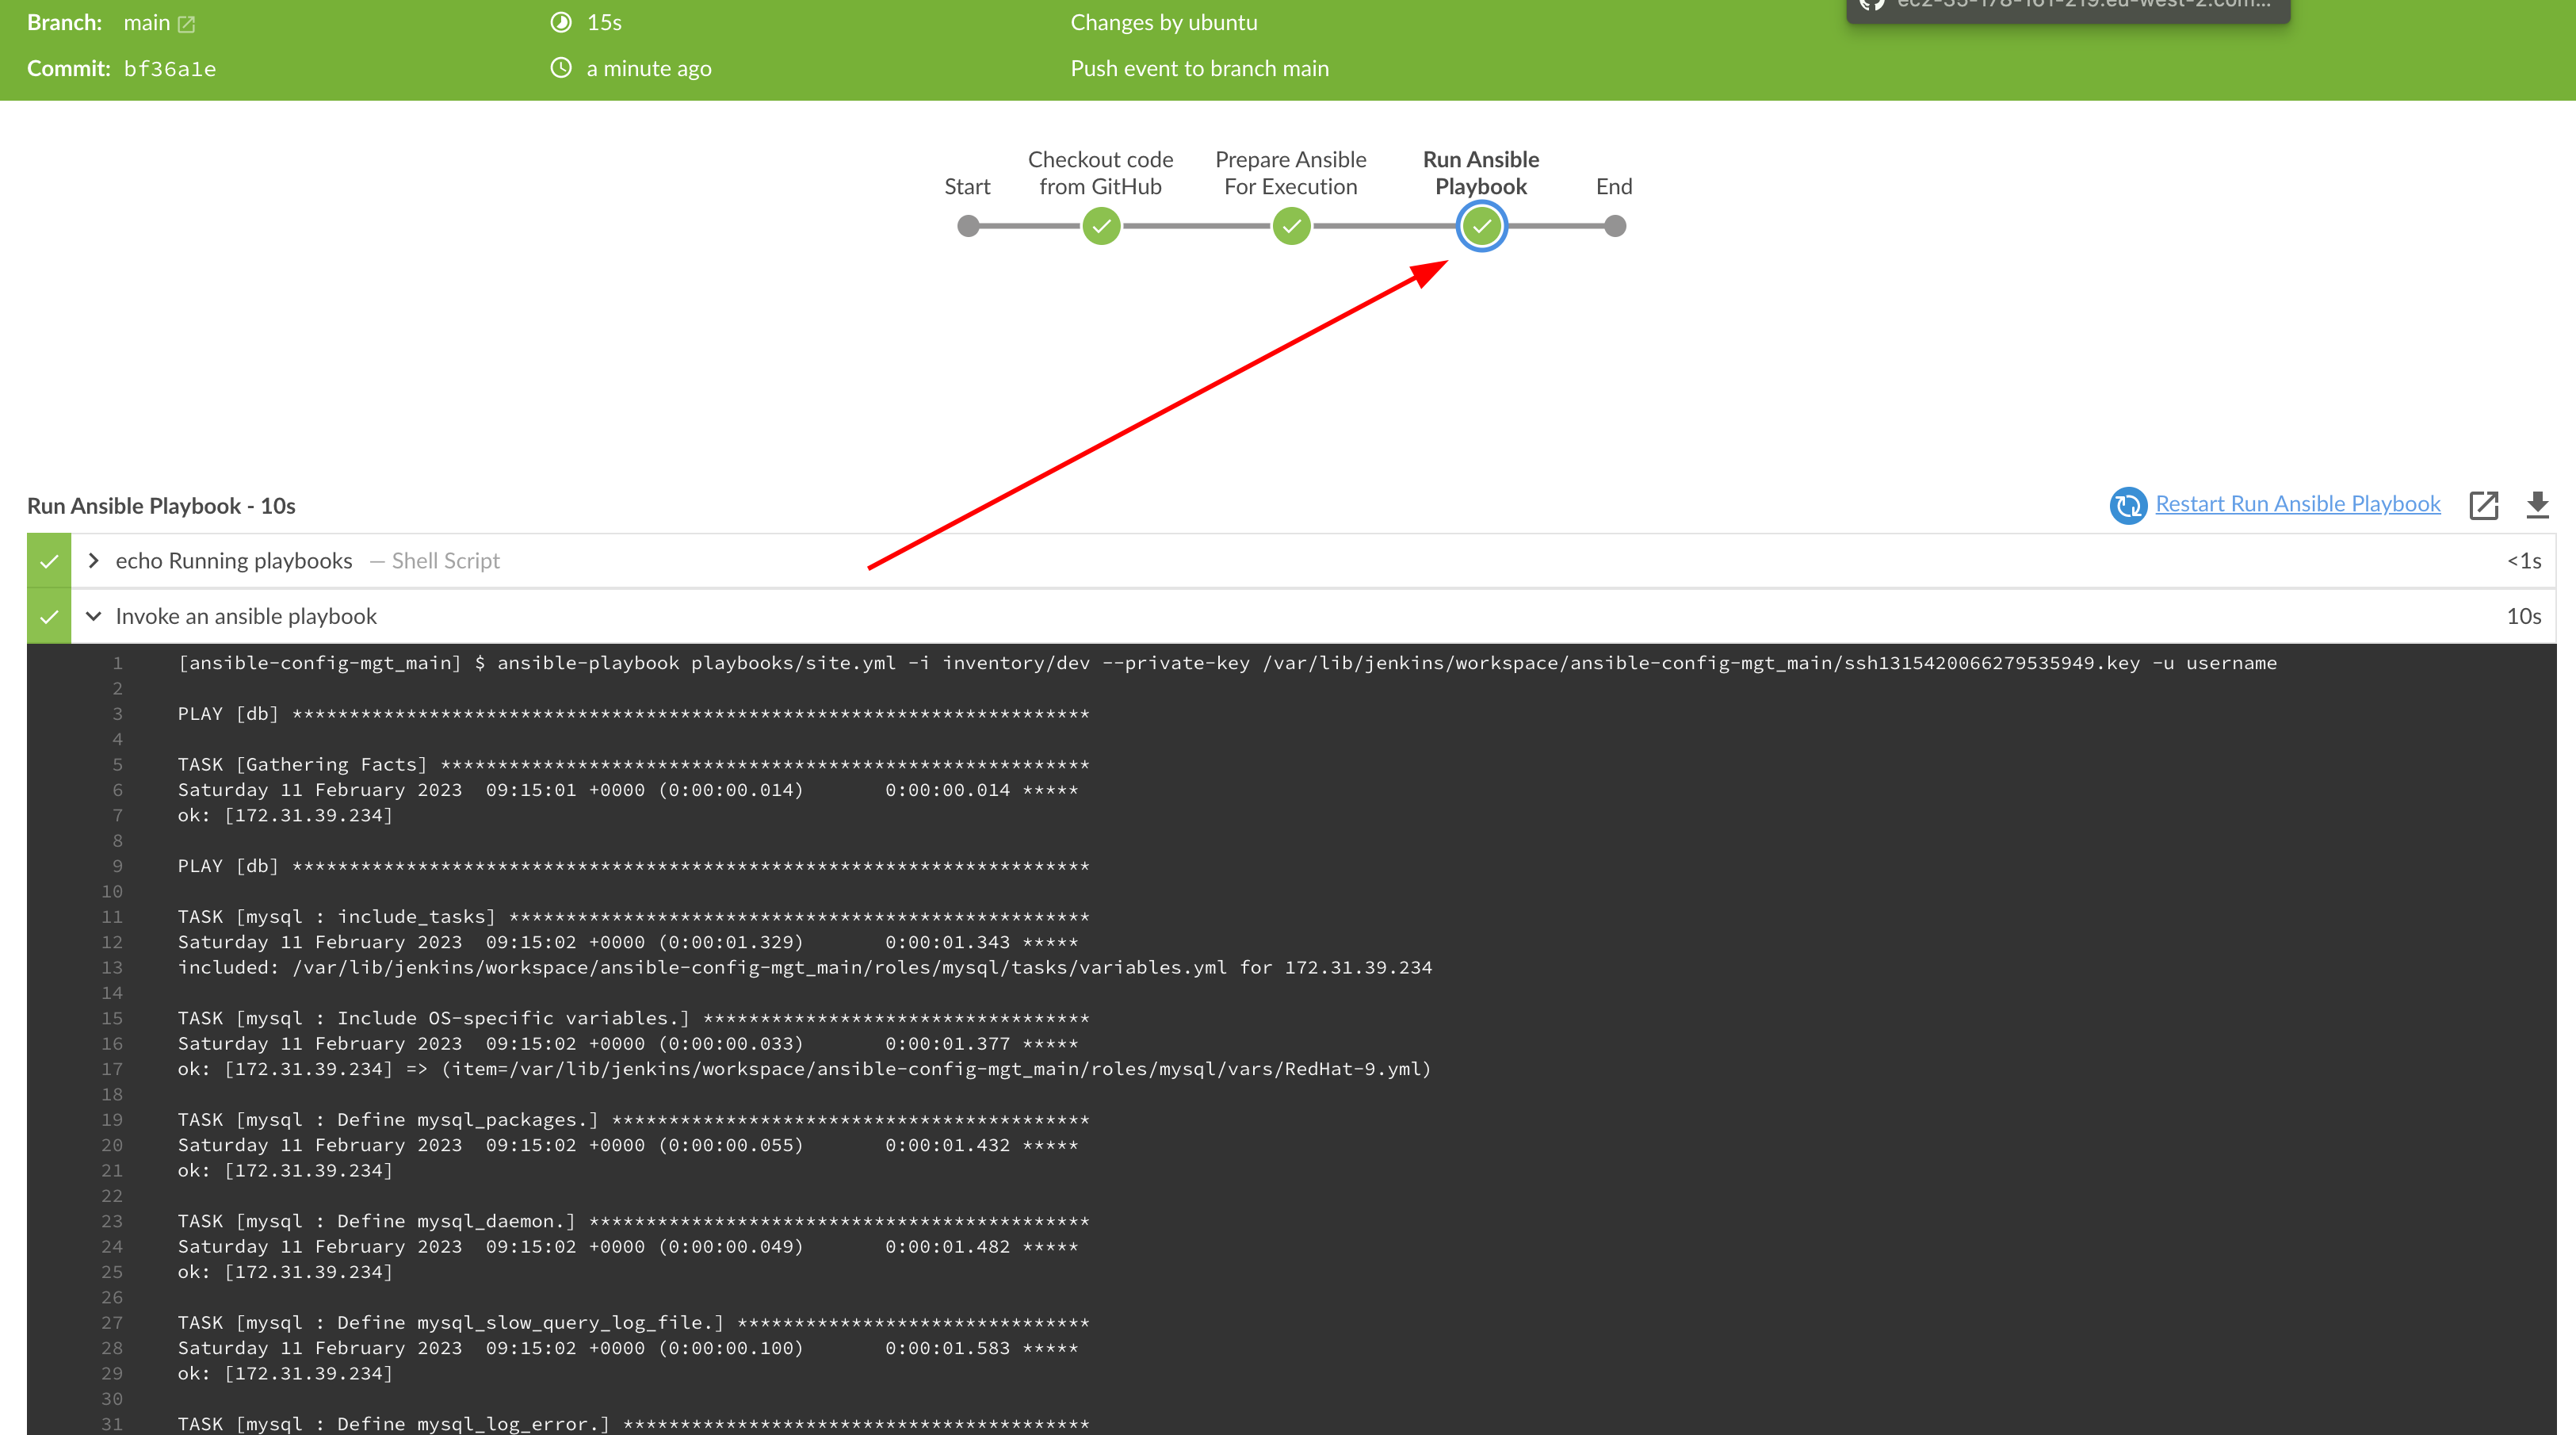 Branch: main
15s
Changes by ubuntu
Commit: bf36a1e
a minute ago
Push event to branch main
Start
Checkout code
from GitHub
Prepare Ansible
For Execution
Run Ansible
Playbook
End
Run Ansible Playbook - 10s
Restart Run Ansible Playbook
echo Running playbooks — Shell Script
<1s
Invoke an ansible playbook
10s
1 [ansible-config-mgt_main] $ ansible-playbook playbooks/site.yml -i inventory/dev --private-key /var/lib/jenkins/workspace/ansible-config-mgt_main/ssh1315420066279535949.key -u username
2
3 PLAY [db] **********************************************************************
4
5 TASK [Gathering Facts] *********************************************************
6 Saturday 11 February 2023  09:15:01 +0000 (0:00:00.014)       0:00:00.014 *****
7 ok: [172.31.39.234]
8
9 PLAY [db] **********************************************************************
10
11 TASK [mysql : include_tasks] ***************************************************
12 Saturday 11 February 2023  09:15:02 +0000 (0:00:01.329)       0:00:01.343 *****
13 included: /var/lib/jenkins/workspace/ansible-config-mgt_main/roles/mysql/tasks/variables.yml for 172.31.39.234
14
15 TASK [mysql : Include OS-specific variables.] **********************************
16 Saturday 11 February 2023  09:15:02 +0000 (0:00:00.033)       0:00:01.377 *****
17 ok: [172.31.39.234] => (item=/var/lib/jenkins/workspace/ansible-config-mgt_main/roles/mysql/vars/RedHat-9.yml)
18
19 TASK [mysql : Define mysql_packages.] ******************************************
20 Saturday 11 February 2023  09:15:02 +0000 (0:00:00.055)       0:00:01.432 *****
21 ok: [172.31.39.234]
22
23 TASK [mysql : Define mysql_daemon.] ********************************************
24 Saturday 11 February 2023  09:15:02 +0000 (0:00:00.049)       0:00:01.482 *****
25 ok: [172.31.39.234]
26
27 TASK [mysql : Define mysql_slow_query_log_file.] *******************************
28 Saturday 11 February 2023  09:15:02 +0000 (0:00:00.100)       0:00:01.583 *****
29 ok: [172.31.39.234]
30
31 TASK [mysql : Define mysql_log_error.] *****************************************